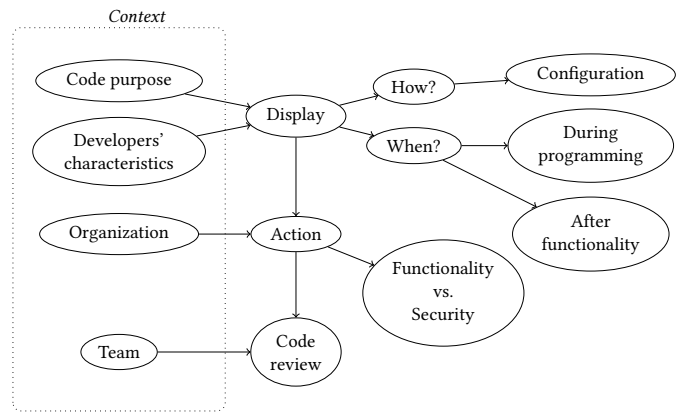 Context
Code purpose
How?
Configuration
Display
Developers'
characteristics
When?
During
programming
Organization
Action
After
functionality
Functionality
vs.
Security
Team
Code
review